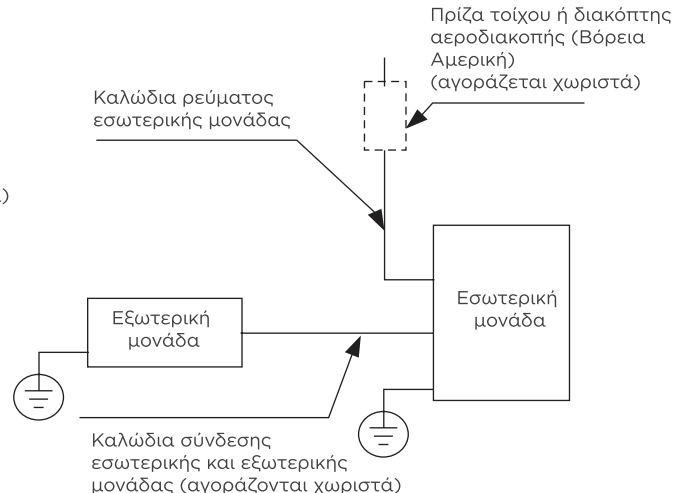 Πρίζα τοίχου ή διακόπτης
αεροδιακοπής (Βόρεια
Αμερική)
(αγοράζεται χωριστά)
Καλώδια ρεύματος
εσωτερικής μονάδας
)
Εσωτερική
μονάδα
Εξωτερική
μονάδα
Καλώδια σύνδεσης
εσωτερικής και εξωτερικής
μονάδας (αγοράζονται χωριστά)